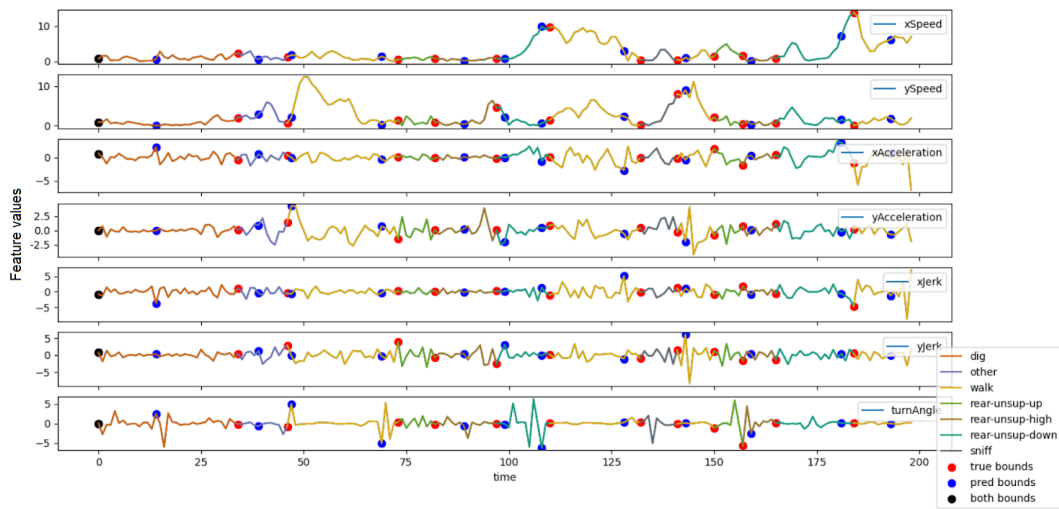 10
0
xSpeed
10
0
ySpeed
0
−5
xAcceleration
2.5
0.0
−2.5
yAcceleration
5
0
−5
xJerk
5
0
−5
yJerk
5
0
−5
turnAngle
Feature values
0
25
50
75
100
125
150
175
200
time
dig
other
walk
rear-unsup-up
rear-unsup-high
rear-unsup-down
sniff
true bounds
pred bounds
both bounds